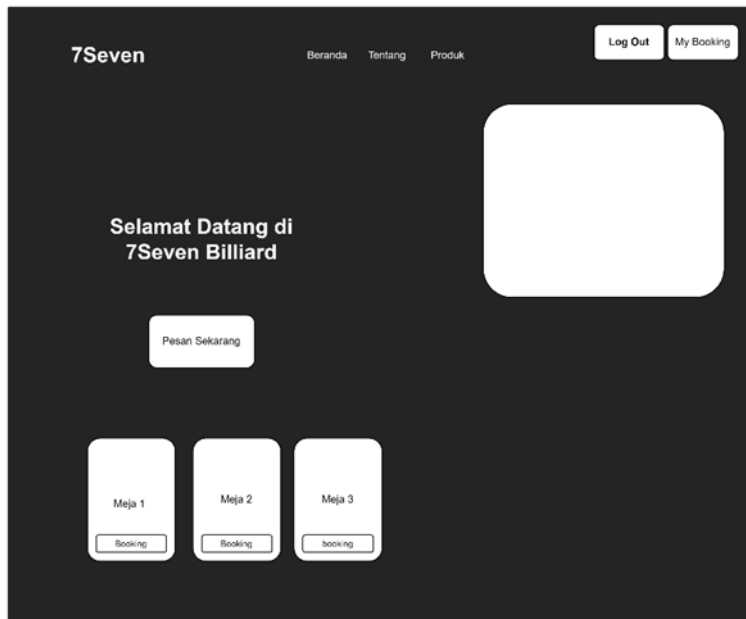 7Seven
Beranda
Tentang
Produk
Log Out
My Booking
Selamat Datang di
7Seven Billiard
Pesan Sekarang
Meja 1
Meja 2
Meja 3
Booking
Booking
booking